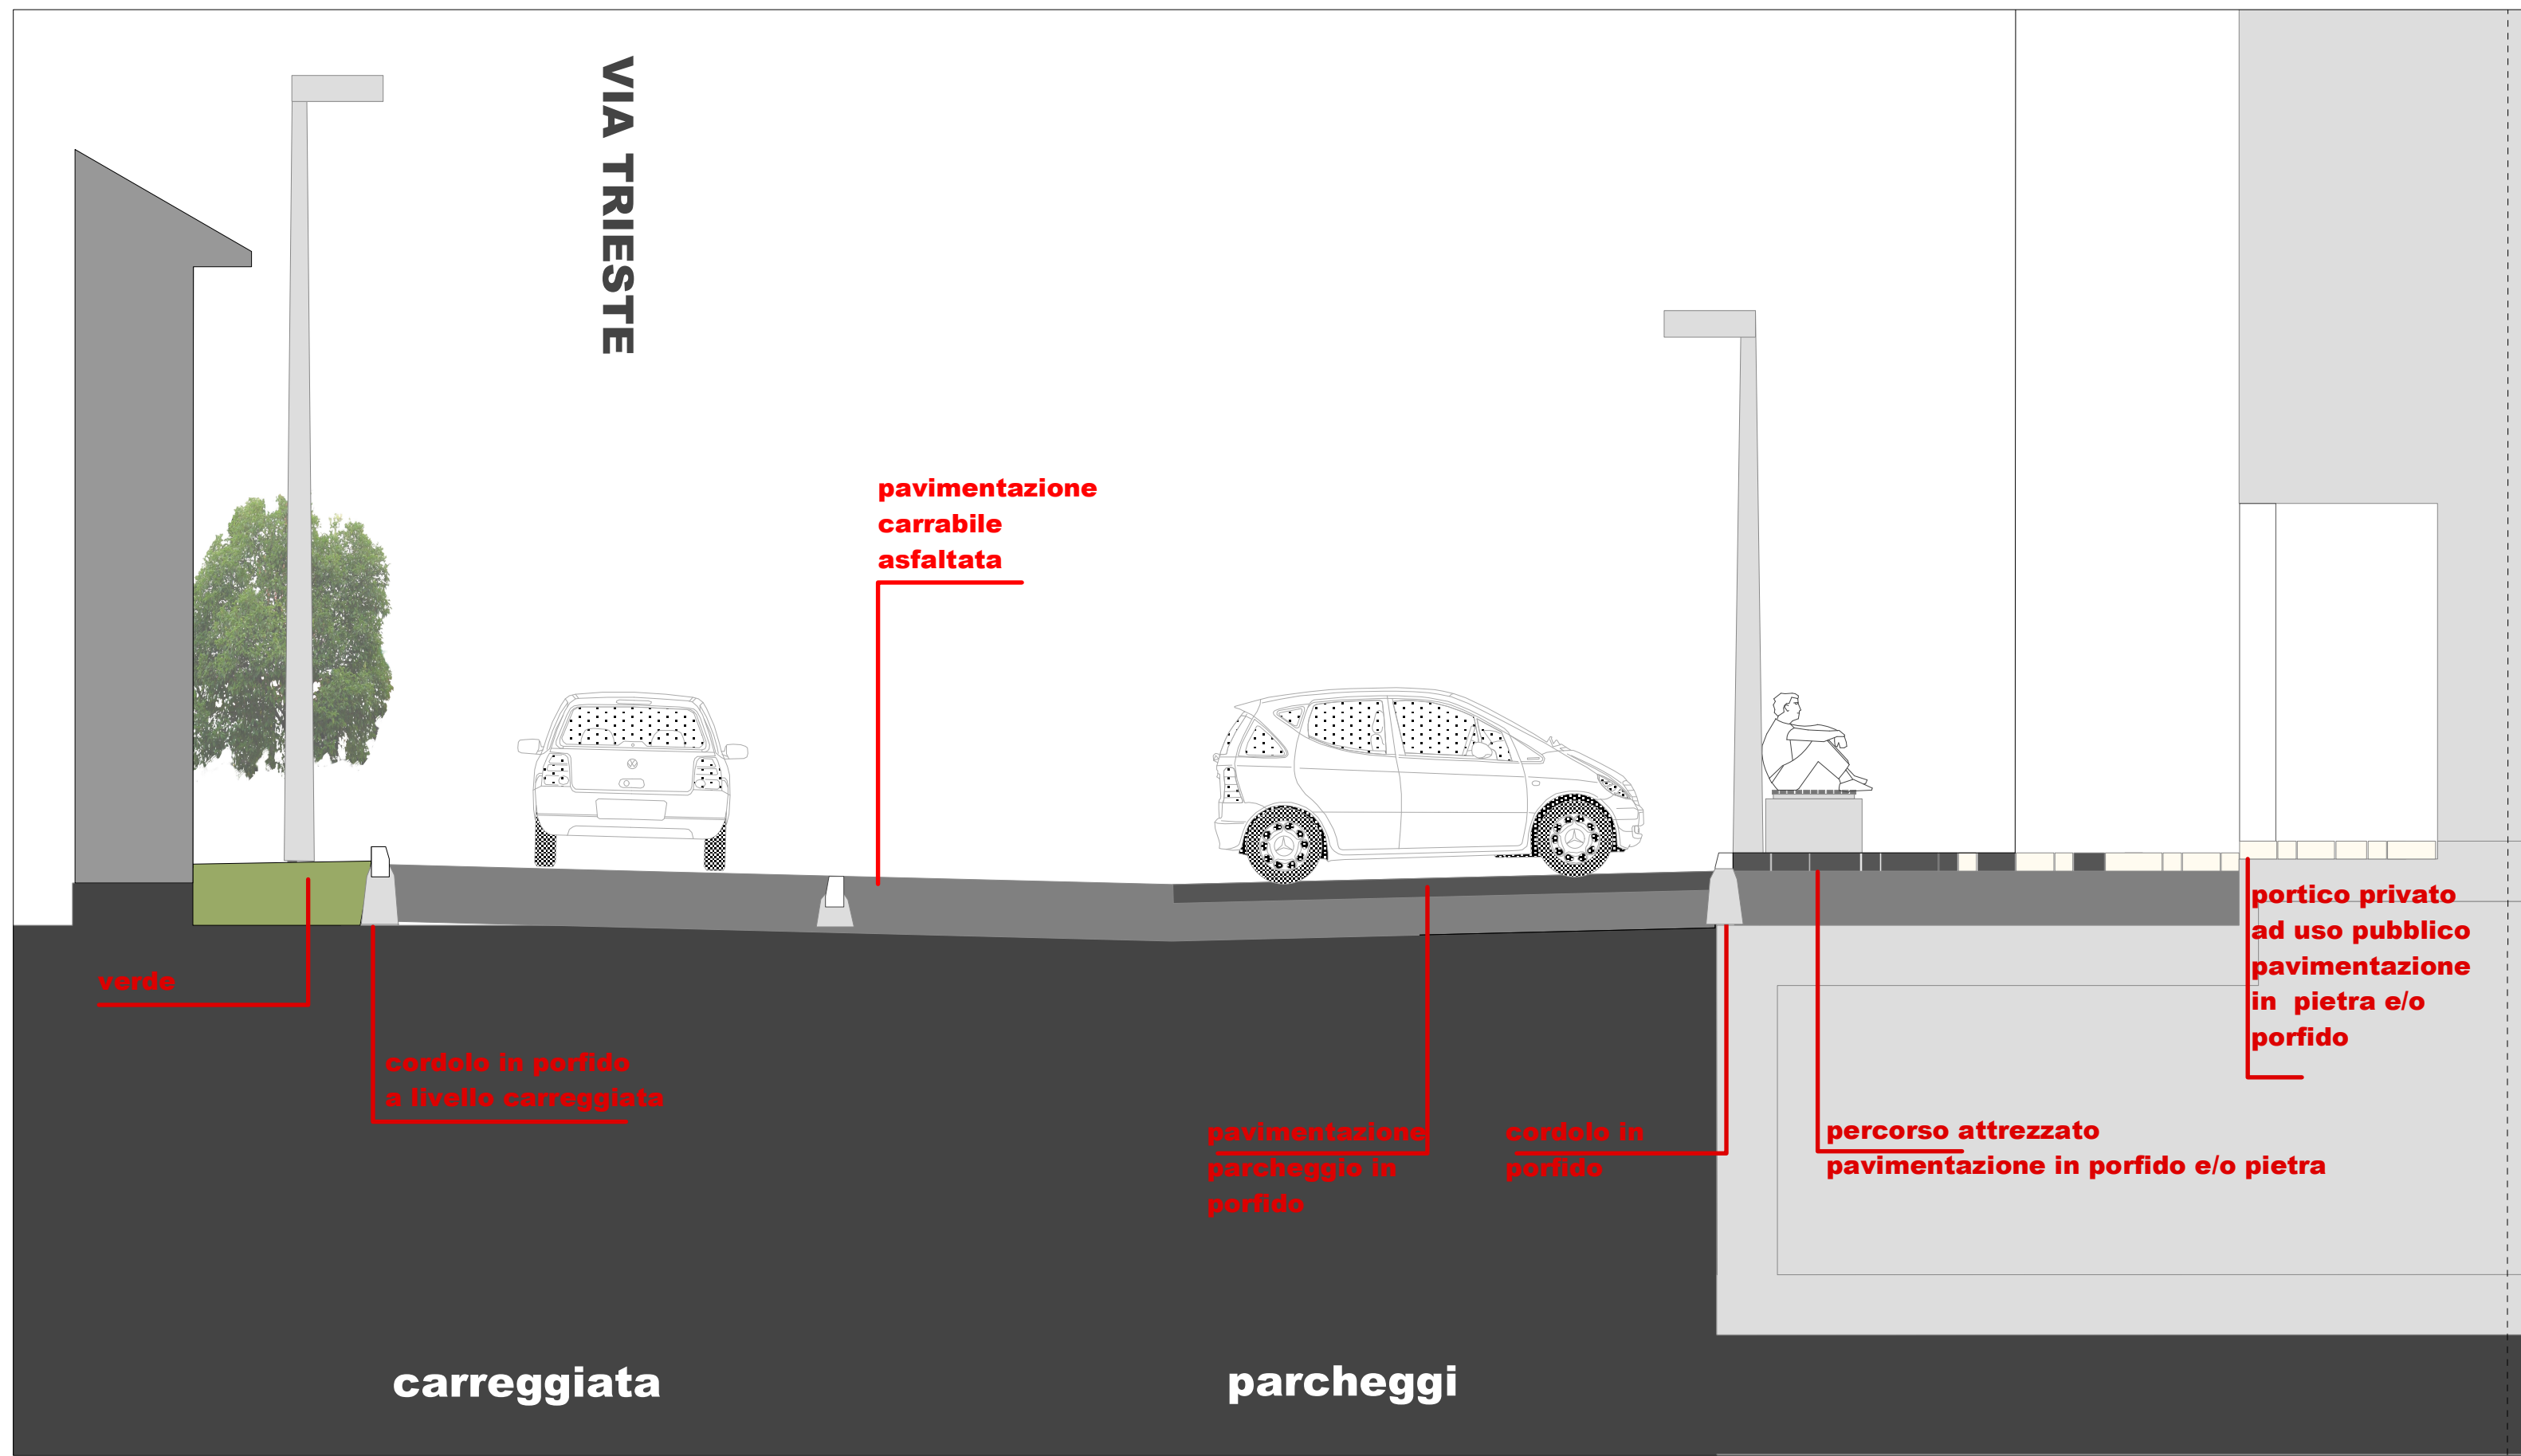 VIA TRIESTE
pavimentazione
carrabile
asfaltata
verde
cordolo in porfido
a livello carreggiata
pavimentazione
parcheggio in
porfido
cordolo in
porfido
percorso attrezzato
pavimentazione in porfido e/o pietra
portico privato
ad uso pubblico
pavimentazione
in pietra e/o
porfido
carreggiata
parcheggi